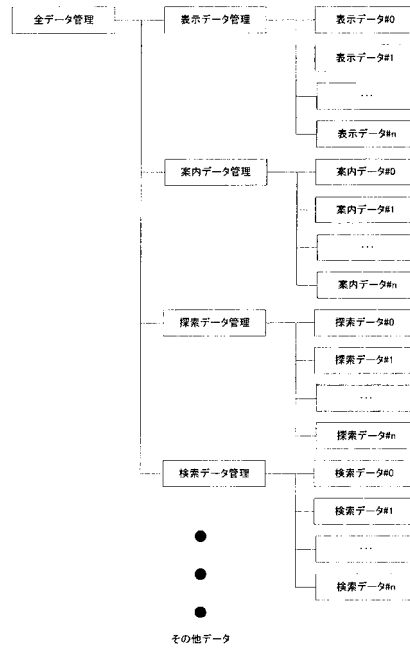 全データ管理
表示データ管理
表示データ#0
表示データ#1
...
表示データ#n
案内データ管理
案内データ#0
案内データ#1
...
案内データ#n
探索データ管理
探索データ#0
探索データ#1
...
探索データ#n
検索データ管理
検索データ#0
検索データ#1
...
検索データ#n
その他データ